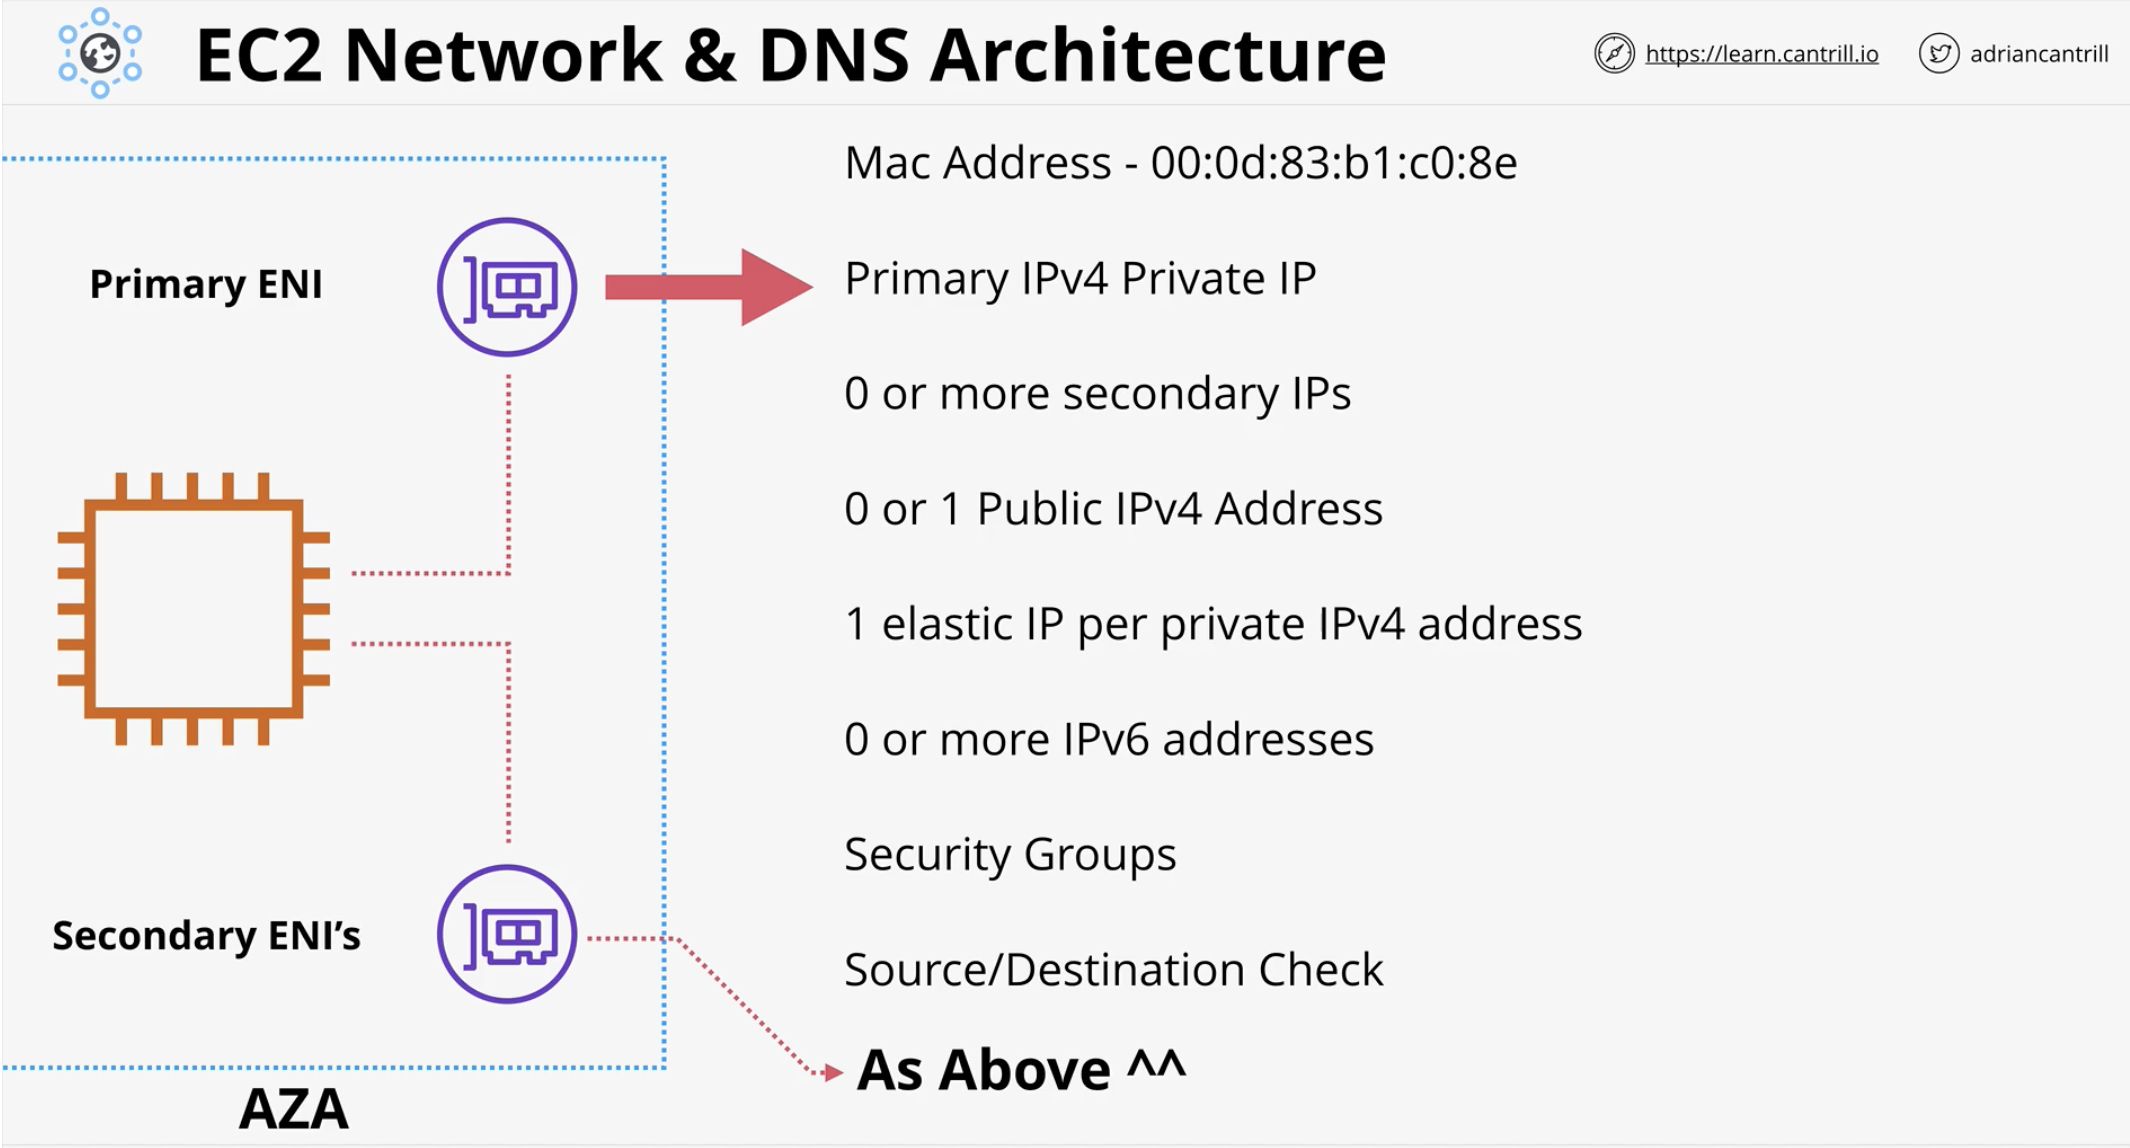 EC2 Network & DNS Architecture
https://learn.cantrill.io
adriancantrill
Mac Address - 00:0d:83:b1:c0:8e
Primary ENI
Primary IPv4 Private IP
0 or more secondary IPs
0 or 1 Public IPv4 Address
1 elastic IP per private IPv4 address
0 or more IPv6 addresses
Security Groups
Secondary ENI’s
Source/Destination Check
As Above ^^
AZA